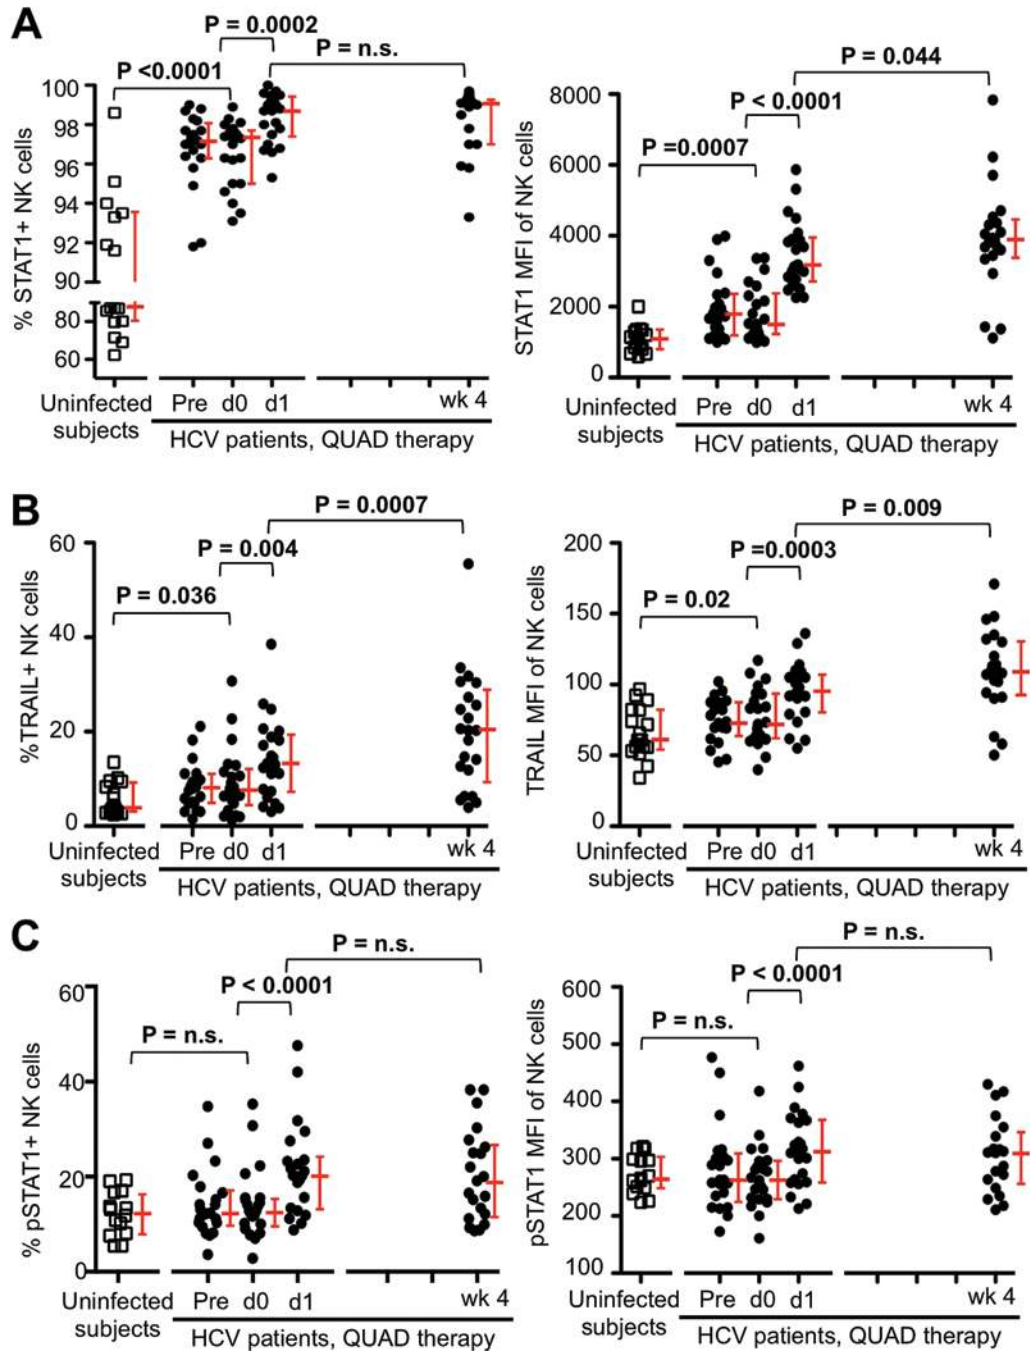 A
P = 0.0002
P = n.s.
P <0.0001
% STAT1+ NK cells
100
98
96
94
92
90
80
60
Uninfected
subjects
Pre d0 d1 wk 4
HCV patients, QUAD therapy
P = 0.044
P < 0.0001
P =0.0007
STAT1 MFI of NK cells
8000
6000
4000
2000
0
Uninfected
subjects
Pre d0 d1 wk 4
HCV patients, QUAD therapy
B
P = 0.0007
P = 0.004
P = 0.036
%TRAIL+ NK cells
60
40
20
0
Uninfected
subjects
Pre d0 d1 wk 4
HCV patients, QUAD therapy
P = 0.009
P =0.0003
P = 0.02
TRAIL MFI of NK cells
200
150
100
50
0
Uninfected
subjects
Pre d0 d1 wk 4
HCV patients, QUAD therapy
C
P = n.s.
P < 0.0001
P = n.s.
% pSTAT1+ NK cells
60
40
20
0
Uninfected
subjects
Pre d0 d1 wk 4
HCV patients, QUAD therapy
P = n.s.
P < 0.0001
P = n.s.
pSTAT1 MFI of NK cells
600
500
400
300
200
100
Uninfected
subjects
Pre d0 d1 wk 4
HCV patients, QUAD therapy